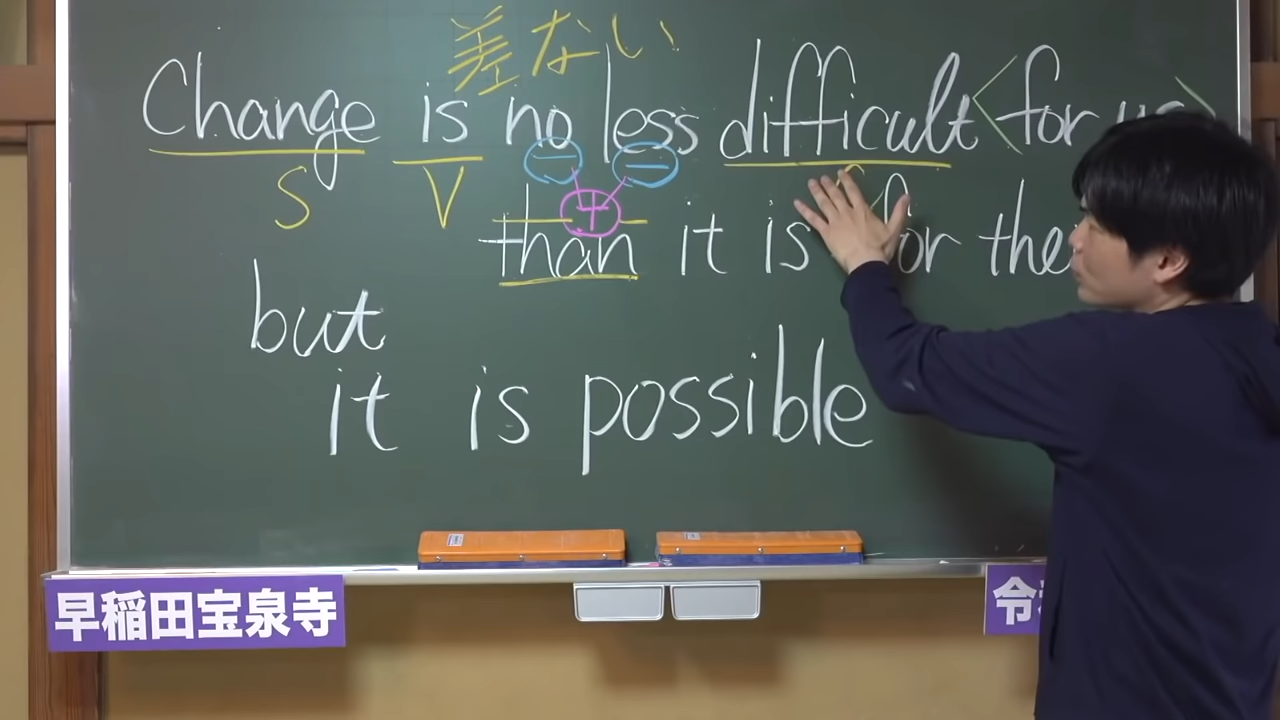 差ない
Change is no less difficult <for us>
− −
S V +
than it is for the
but
it is possible
早稲田宝泉寺
令